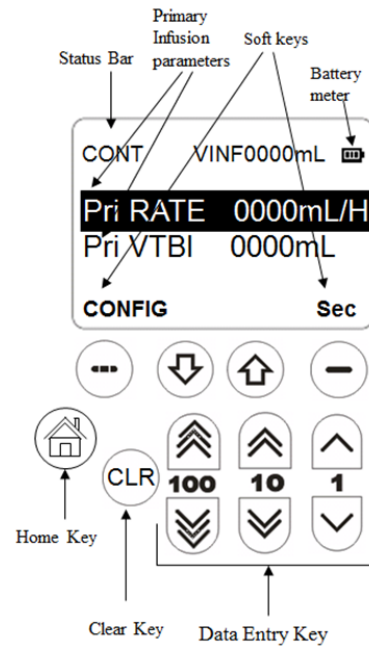 Primary
Infusion
parameters
Status Bar
Soft keys
Battery
meter
CONT VINF0000mL
Pri RATE 0000mL/H
Pri VTBI 0000mL
CONFIG Sec
CLR
100 10 1
Home Key
Clear Key
Data Entry Key